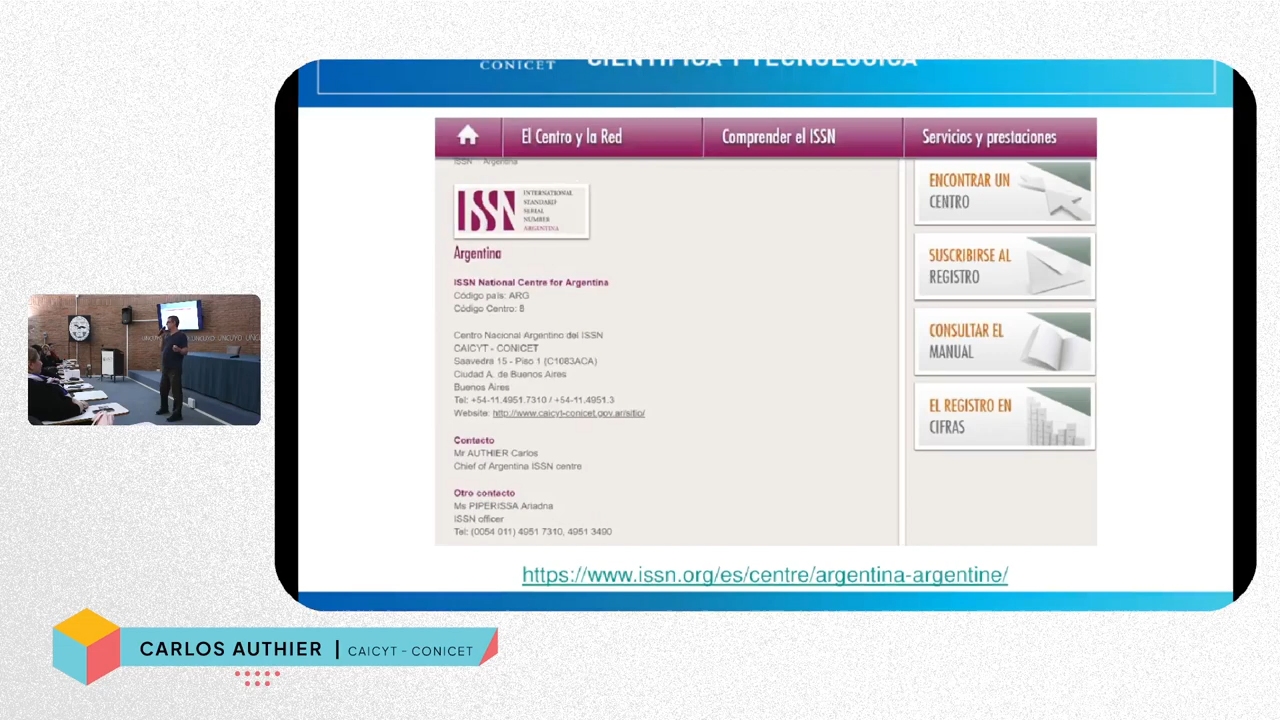 CONICET
CIENTÍFICA Y TECNOLÓGICA
El Centro y la Red
Comprender el ISSN
Servicios y prestaciones
ISSN Argentina
ISSN
INTERNATIONAL
STANDARD
SERIAL
NUMBER
ARGENTINA
Argentina
ISSN National Centre for Argentina
Código país: ARG
Código Centro: 8
Centro Nacional Argentino del ISSN
CAICYT - CONICET
Saavedra 15 - Piso 1 (C1083ACA)
Ciudad A. de Buenos Aires
Buenos Aires
Tel: +54-11.4951.7310 / +54-11.4951.3
Website: http://www.caicyt-conicet.gov.ar/sitio/
Contacto
Mr AUTHIER Carlos
Chief of Argentina ISSN centre
Otro contacto
Ms PIPERISSA Ariadna
ISSN officer
Tel: (0054 011) 4951 7310, 4951 3490
ENCONTRAR UN
CENTRO
SUSCRIBIRSE AL
REGISTRO
CONSULTAR EL
MANUAL
EL REGISTRO EN
CIFRAS
https://www.issn.org/es/centre/argentina-argentine/
UNCUYO UNCUYO
CARLOS AUTHIER | CAICYT - CONICET